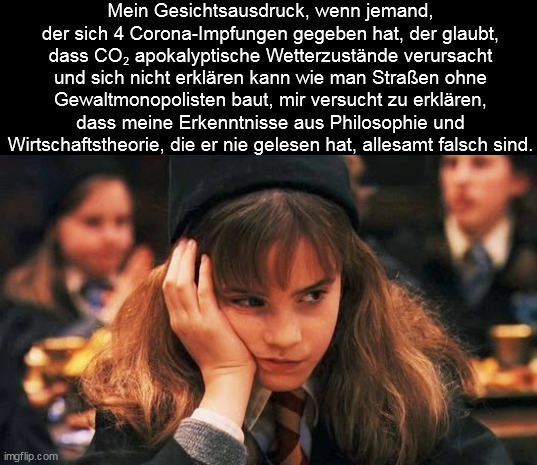 Mein Gesichtsausdruck, wenn jemand,
der sich 4 Corona-Impfungen gegeben hat, der glaubt,
dass CO₂ apokalyptische Wetterzustände verursacht
und sich nicht erklären kann wie man Straßen ohne
Gewaltmonopolisten baut, mir versucht zu erklären,
dass meine Erkenntnisse aus Philosophie und
Wirtschaftstheorie, die er nie gelesen hat, allesamt falsch sind.
imgflip.com